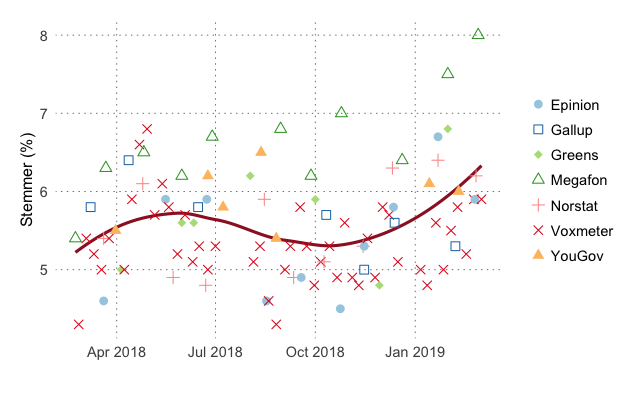 8
7
6
5
Stemmer (%)
Apr 2018
Jul 2018
Oct 2018
Jan 2019
Epinion
Gallup
Greens
Megafon
Norstat
Voxmeter
YouGov